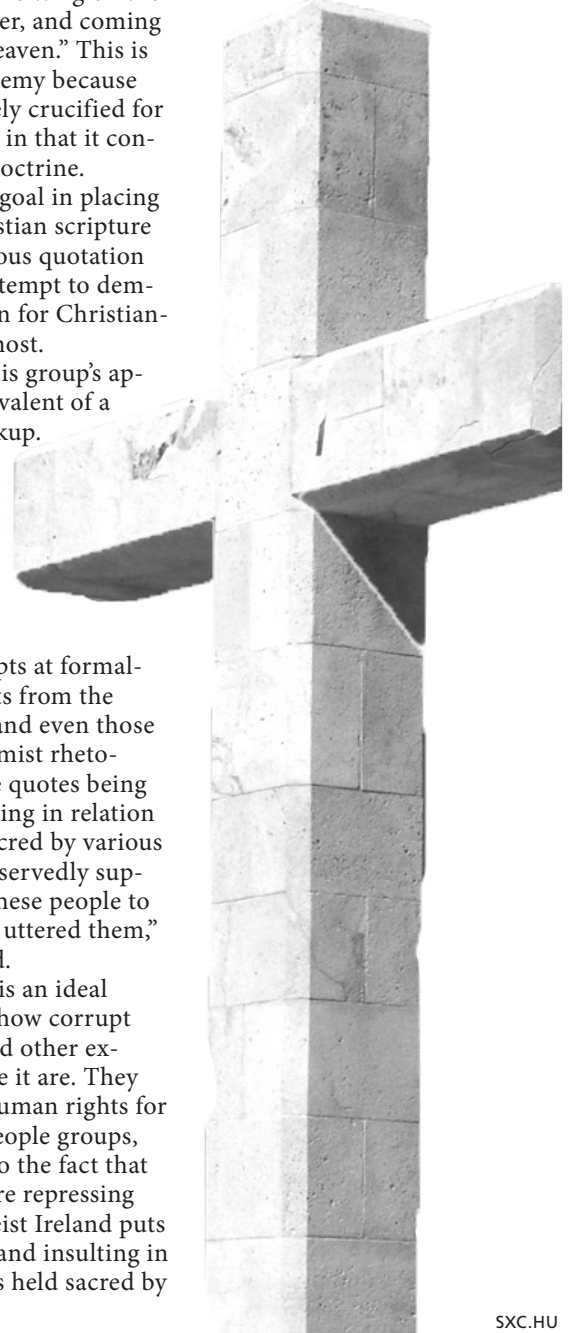 er, and coming
eaven.” This is
emy because
ely crucified for
in that it con-
octrine.
goal in placing
stian scripture
ous quotation
tempt to dem-
n for Christian-
nost.
is group’s ap-
valent of a
kup.
pts at formal-
ts from the
and even those
mist rheto-
e quotes being
ing in relation
cred by various
servedly sup-
hese people to
uttered them,”
d.
is an ideal
how corrupt
d other ex-
e it are. They
uman rights for
eople groups,
o the fact that
re repressing
eist Ireland puts
and insulting in
s held sacred by
SXC.HU